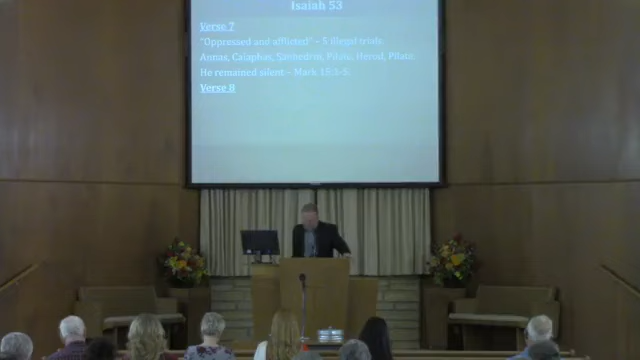 Isaiah 53
Verse 7
"Oppressed and afflicted" – 5 illegal trials
Annas, Caiaphas, Sanhedrin, Pilate, Herod, Pilate.
He remained silent – Mark 15:1-5.
Verse 8